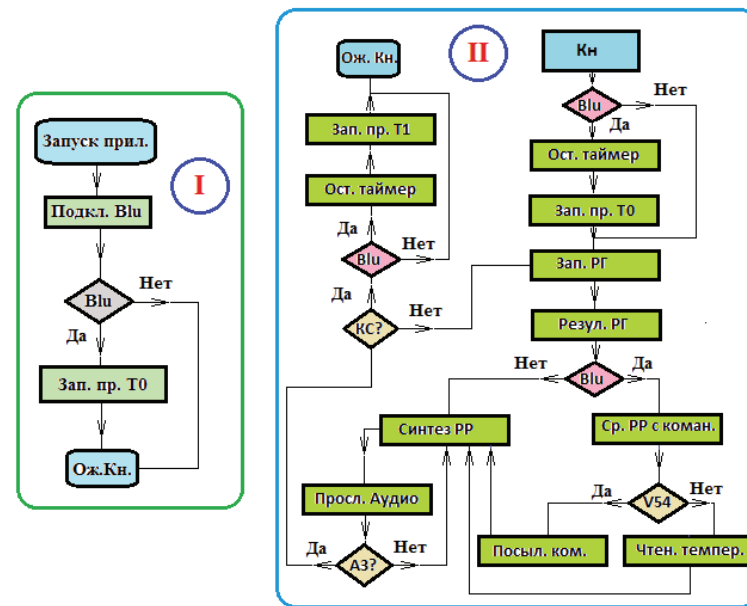 I
Запуск прил.
Подкл. Blu
Blu
Нет
Да
Зап. пр. Т0
Ож.Кн.
II
Ож. Кн.
Зап. пр. Т1
Ост. таймер
Да
Нет
Blu
Да
КС?
Нет
Кн
Blu
Нет
Да
Ост. таймер
Зап. пр. Т0
Зап. РГ
Резул. РГ
Нет
Да
Blu
Синтез РР
Ср. РР с коман.
Просл. Аудио
Да
Нет
V54
Да
Нет
АЗ?
Посыл. ком.
Чтен. темпер.